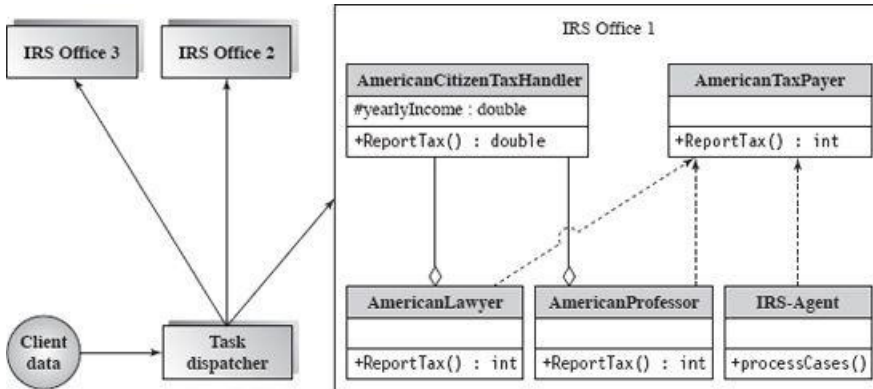 IRS Office 3
IRS Office 2
Client
data
Task
dispatcher
IRS Office 1
AmericanCitizenTaxHandler
#yearlyIncome : double
+ReportTax() : double
AmericanTaxPayer
+ReportTax() : int
AmericanLawyer
+ReportTax() : int
AmericanProfessor
+ReportTax() : int
IRS-Agent
+processCases()